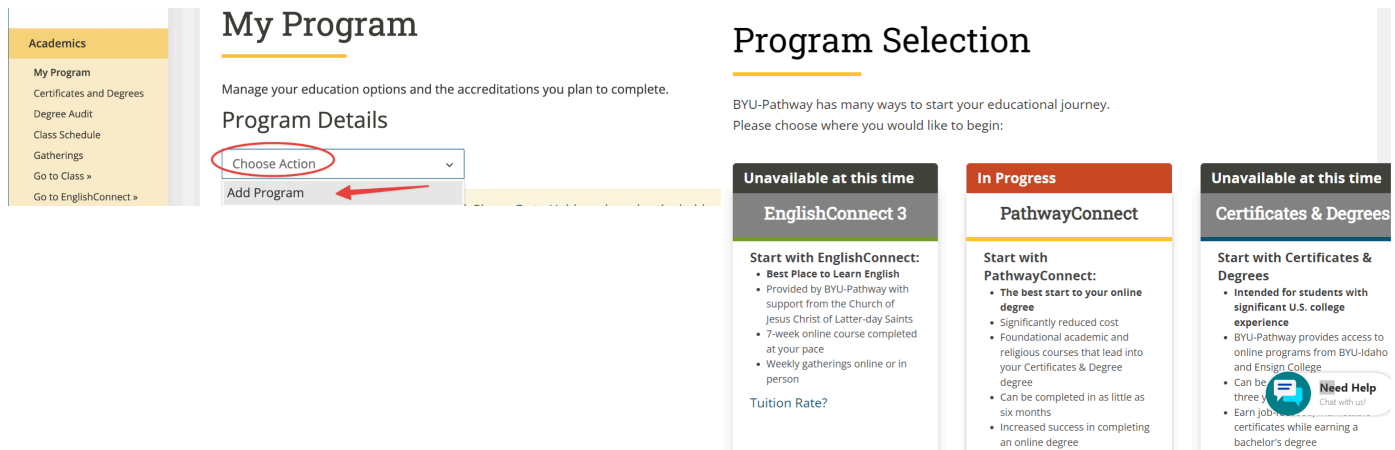 Academics
My Program
Certificates and Degrees
Degree Audit
Class Schedule
Gatherings
Go to Class »
Go to EnglishConnect »
My Program
Manage your education options and the accreditations you plan to complete.
Program Details
Choose Action
Add Program
Program Selection
BYU-Pathway has many ways to start your educational journey.
Please choose where you would like to begin:
Unavailable at this time
EnglishConnect 3
Start with EnglishConnect:
• Best Place to Learn English
• Provided by BYU-Pathway with
support from the Church of
Jesus Christ of Latter-day Saints
• 7-week online course completed
at your pace
• Weekly gatherings online or in
person
Tuition Rate?
In Progress
PathwayConnect
Start with
PathwayConnect:
• The best start to your online
degree
• Significantly reduced cost
• Foundational academic and
religious courses that lead into
your Certificates & Degree
degree
• Can be completed in as little as
six months
• Increased success in completing
an online degree
Unavailable at this time
Certificates & Degrees
Start with Certificates &
Degrees
• Intended for students with
significant U.S. college
experience
• BYU-Pathway provides access to
online programs from BYU-Idaho
and Ensign College
• Can be
three
• Earn
certificates while earning a
bachelor's degree
Need Help
Chat with us!